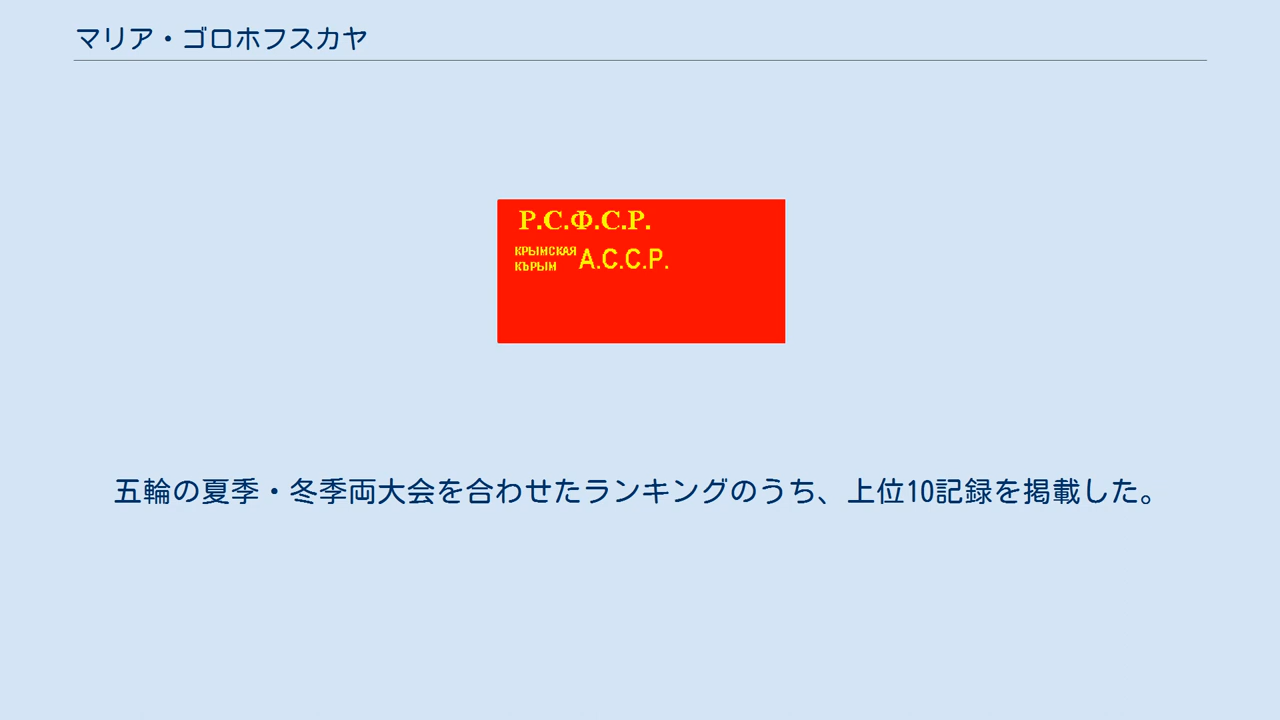 マリア・ゴロホフスカヤ
Р.С.Ф.С.Р.
КРЫМСКАЯ А.С.С.Р.
КЪРЫМ
五輪の夏季・冬季両大会を合わせたランキングのうち、上位10記録を掲載した。